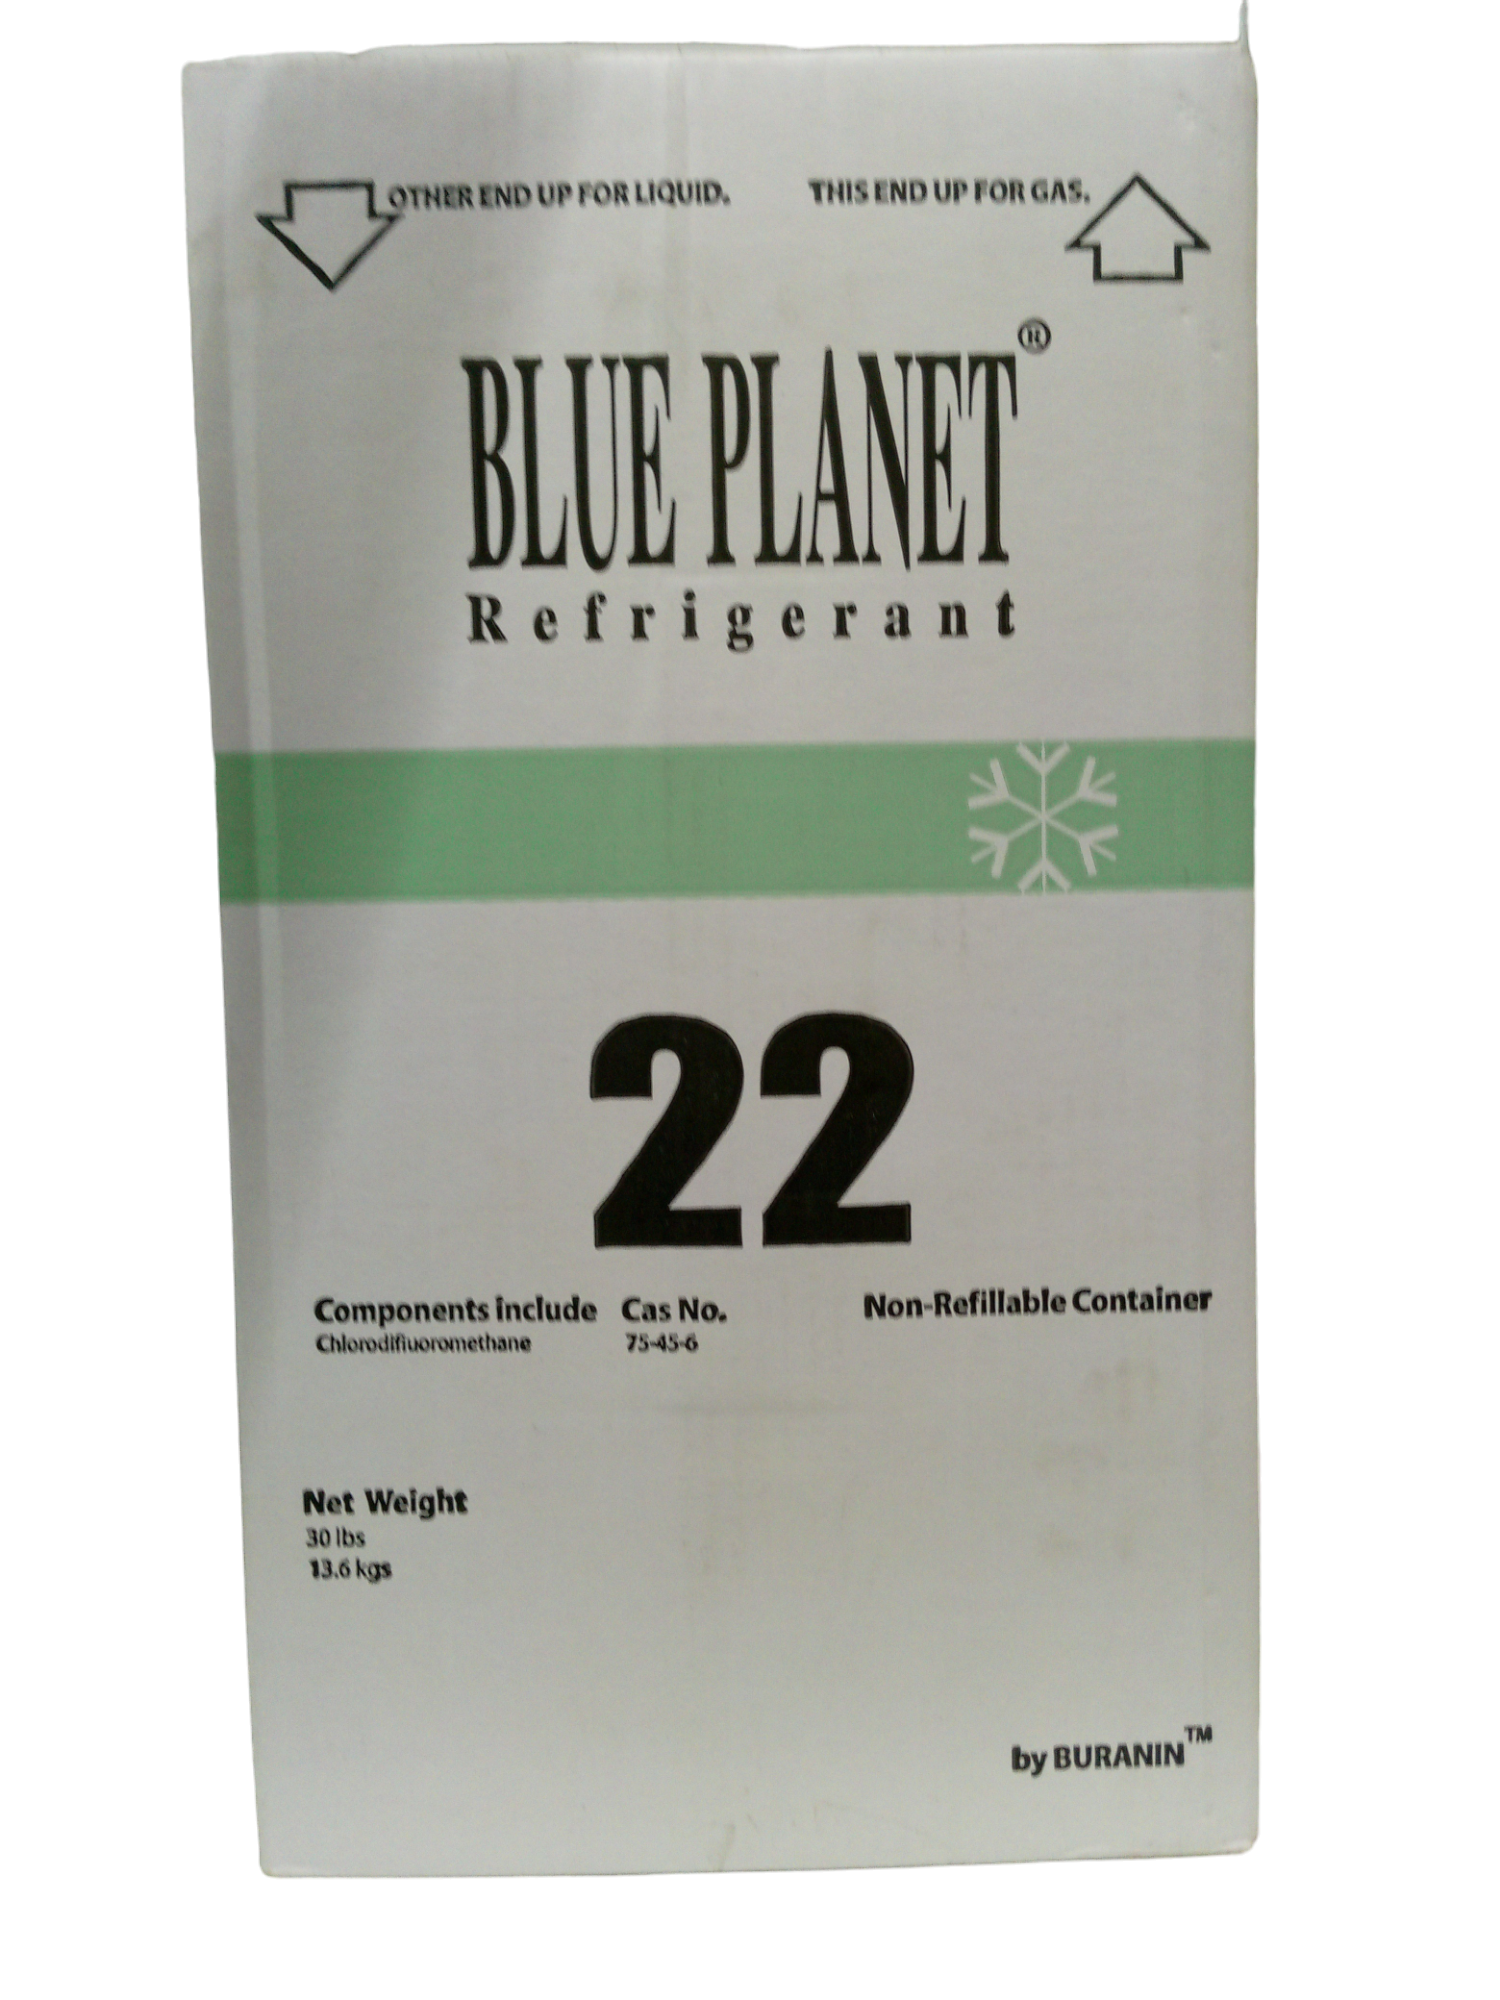 OTHER END UP FOR LIQUID. THIS END UP FOR GAS.
BLUE PLANET®
Refrigerant
22
Components include Cas No. Non-Refillable Container
Chlorodifluoromethane 75-45-6
Net Weight
30 lbs
13.6 kgs
by BURANIN™